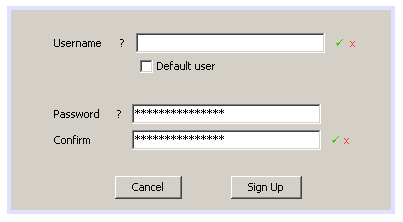 Username ? ✓ x
Default user
Password ? ***************
Confirm *************** ✓ x
Cancel Sign Up